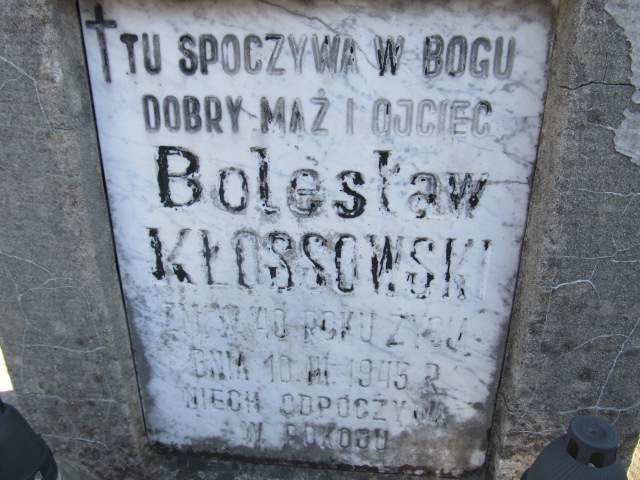 TU SPOCZYWA W BOGU
DOBRY MĄŻ I OJCIEC
Bolesław
KŁOSSOWSKI
40 ROKU ŻYCIA
DNIA 10 III 1945 R
NIECH ODPOCZYWA
W POKOJU